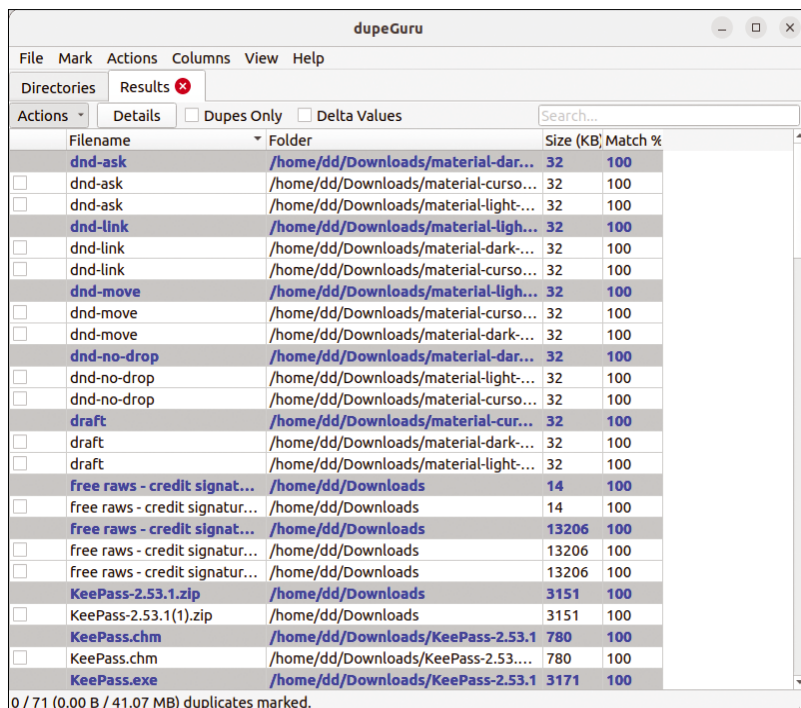 dupeGuru
File Mark Actions Columns View Help
Directories Results
Actions Details Dupes Only Delta Values Search...
Filename Folder Size (KB) Match %
dnd-ask /home/dd/Downloads/material-dar... 32 100
dnd-ask /home/dd/Downloads/material-curso... 32 100
dnd-ask /home/dd/Downloads/material-light-... 32 100
dnd-link /home/dd/Downloads/material-ligh... 32 100
dnd-link /home/dd/Downloads/material-dark-... 32 100
dnd-link /home/dd/Downloads/material-curso... 32 100
dnd-move /home/dd/Downloads/material-ligh... 32 100
dnd-move /home/dd/Downloads/material-curso... 32 100
dnd-move /home/dd/Downloads/material-dark-... 32 100
dnd-no-drop /home/dd/Downloads/material-dar... 32 100
dnd-no-drop /home/dd/Downloads/material-light-... 32 100
dnd-no-drop /home/dd/Downloads/material-curso... 32 100
draft /home/dd/Downloads/material-cur... 32 100
draft /home/dd/Downloads/material-dark-... 32 100
draft /home/dd/Downloads/material-light-... 32 100
free raws - credit signat... /home/dd/Downloads 14 100
free raws - credit signatur... /home/dd/Downloads 14 100
free raws - credit signat... /home/dd/Downloads 13206 100
free raws - credit signatur... /home/dd/Downloads 13206 100
free raws - credit signatur... /home/dd/Downloads 13206 100
KeePass-2.53.1.zip /home/dd/Downloads 3151 100
KeePass-2.53.1(1).zip /home/dd/Downloads 3151 100
KeePass.chm /home/dd/Downloads/KeePass-2.53.1 780 100
KeePass.chm /home/dd/Downloads/KeePass-2.53.... 780 100
KeePass.exe /home/dd/Downloads/KeePass-2.53.1 3171 100
0 / 71 (0.00 B / 41.07 MB) duplicates marked.